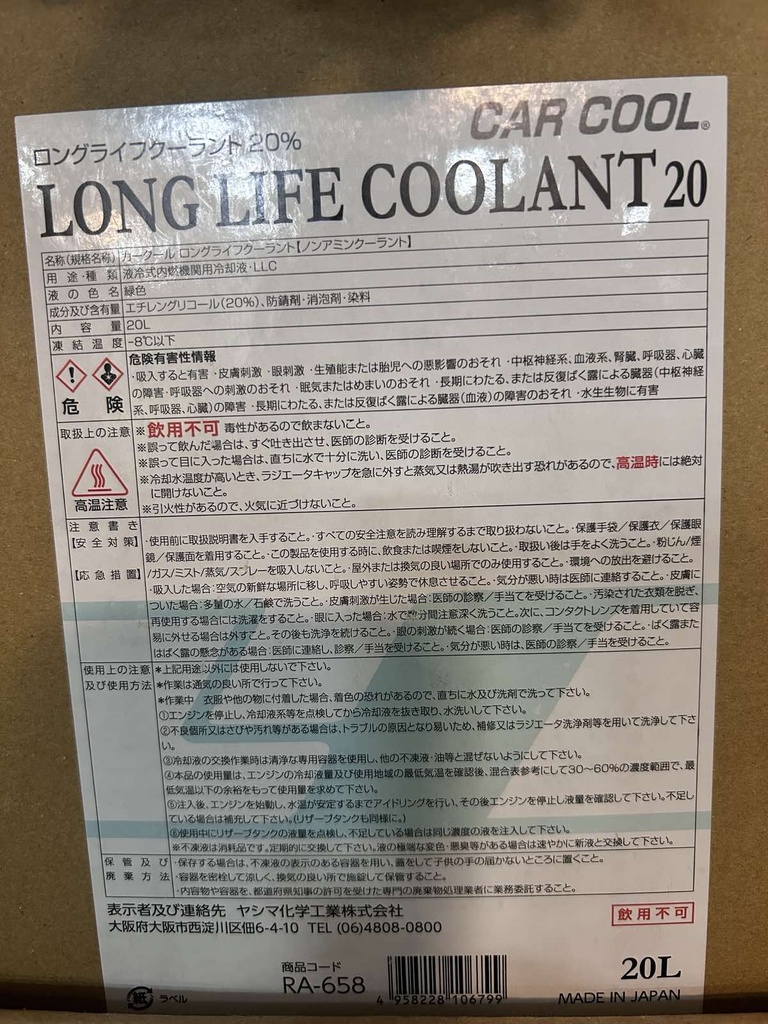 CAR COOL®
ロングライフクーラント 20%
LONG LIFE COOLANT 20
名称(規格名称) カークール ロングライフクーラント【ノンアミンクーラント】
用途・種類 液冷式内燃機関用冷却液・LLC
液の色名 緑色
成分及び含有量 エチレングリコール(20%)、防錆剤・消泡剤・染料
内容量 20L
凍結温度 -8℃以下
危険有害性情報
・吸入すると有害 ・皮膚刺激 ・眼刺激 ・生殖能または胎児への悪影響のおそれ ・中枢神経系、血液系、腎臓、呼吸器、心臓
の障害・呼吸器への刺激のおそれ ・眠気またはめまいのおそれ ・長期にわたる、または反復ばく露による臓器(中枢神経
系、呼吸器、心臓)の障害 ・長期にわたる、または反復ばく露による臓器(血液)の障害のおそれ ・水生生物に有害
危険
取扱上の注意 ※飲用不可 毒性があるので飲まないこと。
※誤って飲んだ場合は、すぐ吐き出させ、医師の診断を受けること。
※誤って目に入った場合は、直ちに水で十分に洗い、医師の診断を受けること。
※冷却水温度が高いとき、ラジエータキャップを急に外すと蒸気又は熱湯が吹き出す恐れがあるので、高温時には絶対
に開けないこと。
高温注意
※引火性があるので、火気に近づけないこと。
注意書き
【安全対策】 ・使用前に取扱説明書を入手すること。・すべての安全注意を読み理解するまで取り扱わないこと。・保護手袋/保護衣/保護眼
鏡/保護面を着用すること。・この製品を使用する時に、飲食または喫煙をしないこと。・取扱い後は手をよく洗うこと。・粉じん/煙
/ガス/ミスト/蒸気/スプレーを吸入しない。・屋外または換気の良い場所でのみ使用すること。・環境への放出を避けること。
【応急措置】 ・吸入した場合:空気の新鮮な場所に移し、呼吸しやすい姿勢で休息させること。・気分が悪い時は医師に連絡すること。・皮膚に
ついた場合:多量の水/石鹸で洗うこと。・皮膚刺激が生じた場合:医師の診察/手当てを受けること。・汚染された衣類を脱ぎ、
再使用する場合には洗濯をすること。・眼に入った場合:水で数分間注意深く洗うこと。次に、コンタクトレンズを着用していて容
易に外せる場合は外すこと。その後も洗浄を続けること。・眼の刺激が続く場合:医師の診察/手当てを受けること。・ばく露または
ばく露の懸念がある場合:医師に連絡し、診察/手当を受けること。・気分が悪い時は、医師の診察/手当てを受けること。
使用上の注意 *上記用途以外には使用しないで下さい。
及び使用方法 *作業は通気の良い所で行って下さい。
*作業中 衣服や他の物に付着した場合、着色の恐れがあるので、直ちに水及び洗剤で洗って下さい。
①エンジンを停止し、冷却液系等を点検してから冷却液を抜き取り、水洗いして下さい。
②不良個所又はさびや汚れ等がある場合は、トラブルの原因となり易いため、補修又はラジエータ洗浄剤等を用いて洗浄して下さ
い。
③冷却液の交換作業時は清浄な専用容器を使用し、他の不凍液・油等と混ぜないようにして下さい。
④本品の使用量は、エンジンの冷却液量及び使用地域の最低気温を確認後、混合表参考にして30～60%の濃度範囲で、最
低気温以下の余裕をもって使用量を求めて下さい。
⑤注入後、エンジンを始動し、水温が安定するまでアイドリングを行い、その後エンジンを停止し液量を確認して下さい。不足し
ている場合は補充して下さい。(リザーブタンクも同様に。)
⑥使用中にリザーブタンクの液量を点検し、不足している場合は同じ濃度の液を注入して下さい。
※不凍液は消耗品です。定期的に交換して下さい。液の極端な変色・悪臭等がある場合は速やかに新液と交換して下さい。
保管及び ・保存する場合は、不凍液の表示のある容器を用い、蓋をして子供の手の届かないところに置くこと。
廃棄方法 ・容器を密栓して涼しく、換気の良い所で施錠して保管すること。
・内容物や容器を、都道府県知事の許可を受けた専門の廃棄物処理業者に業務委託すること。
表示者及び連絡先 ヤシマ化学工業株式会社
大阪府大阪市西淀川区佃6-4-10 TEL (06)4808-0800
飲用不可
紙 ラベル
商品コード
RA-658
4 958228 106799
20L
MADE IN JAPAN